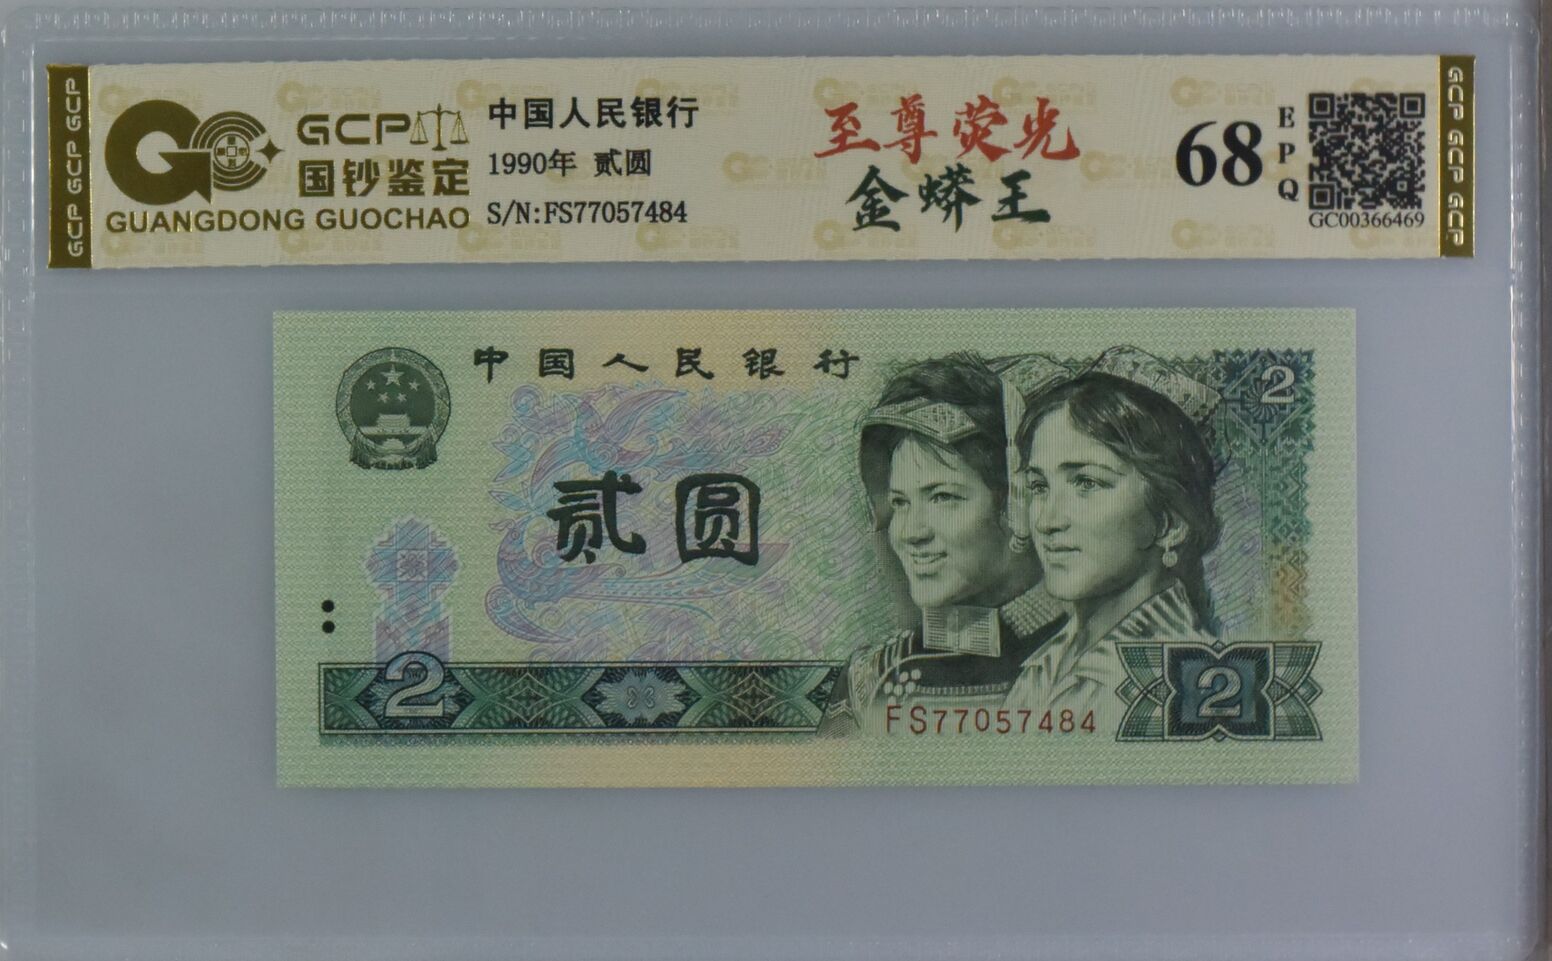 GCP GCP GCP
GCP
国钞鉴定
GUANGDONG GUOCHAO
中国人民银行
1990年 贰圆
S/N:FS77057484
至尊荧光
金蟒王
68
EPQ
GC00366469
GCP GCP GCP
中国人民银行
2
贰圆
2
FS77057484
2